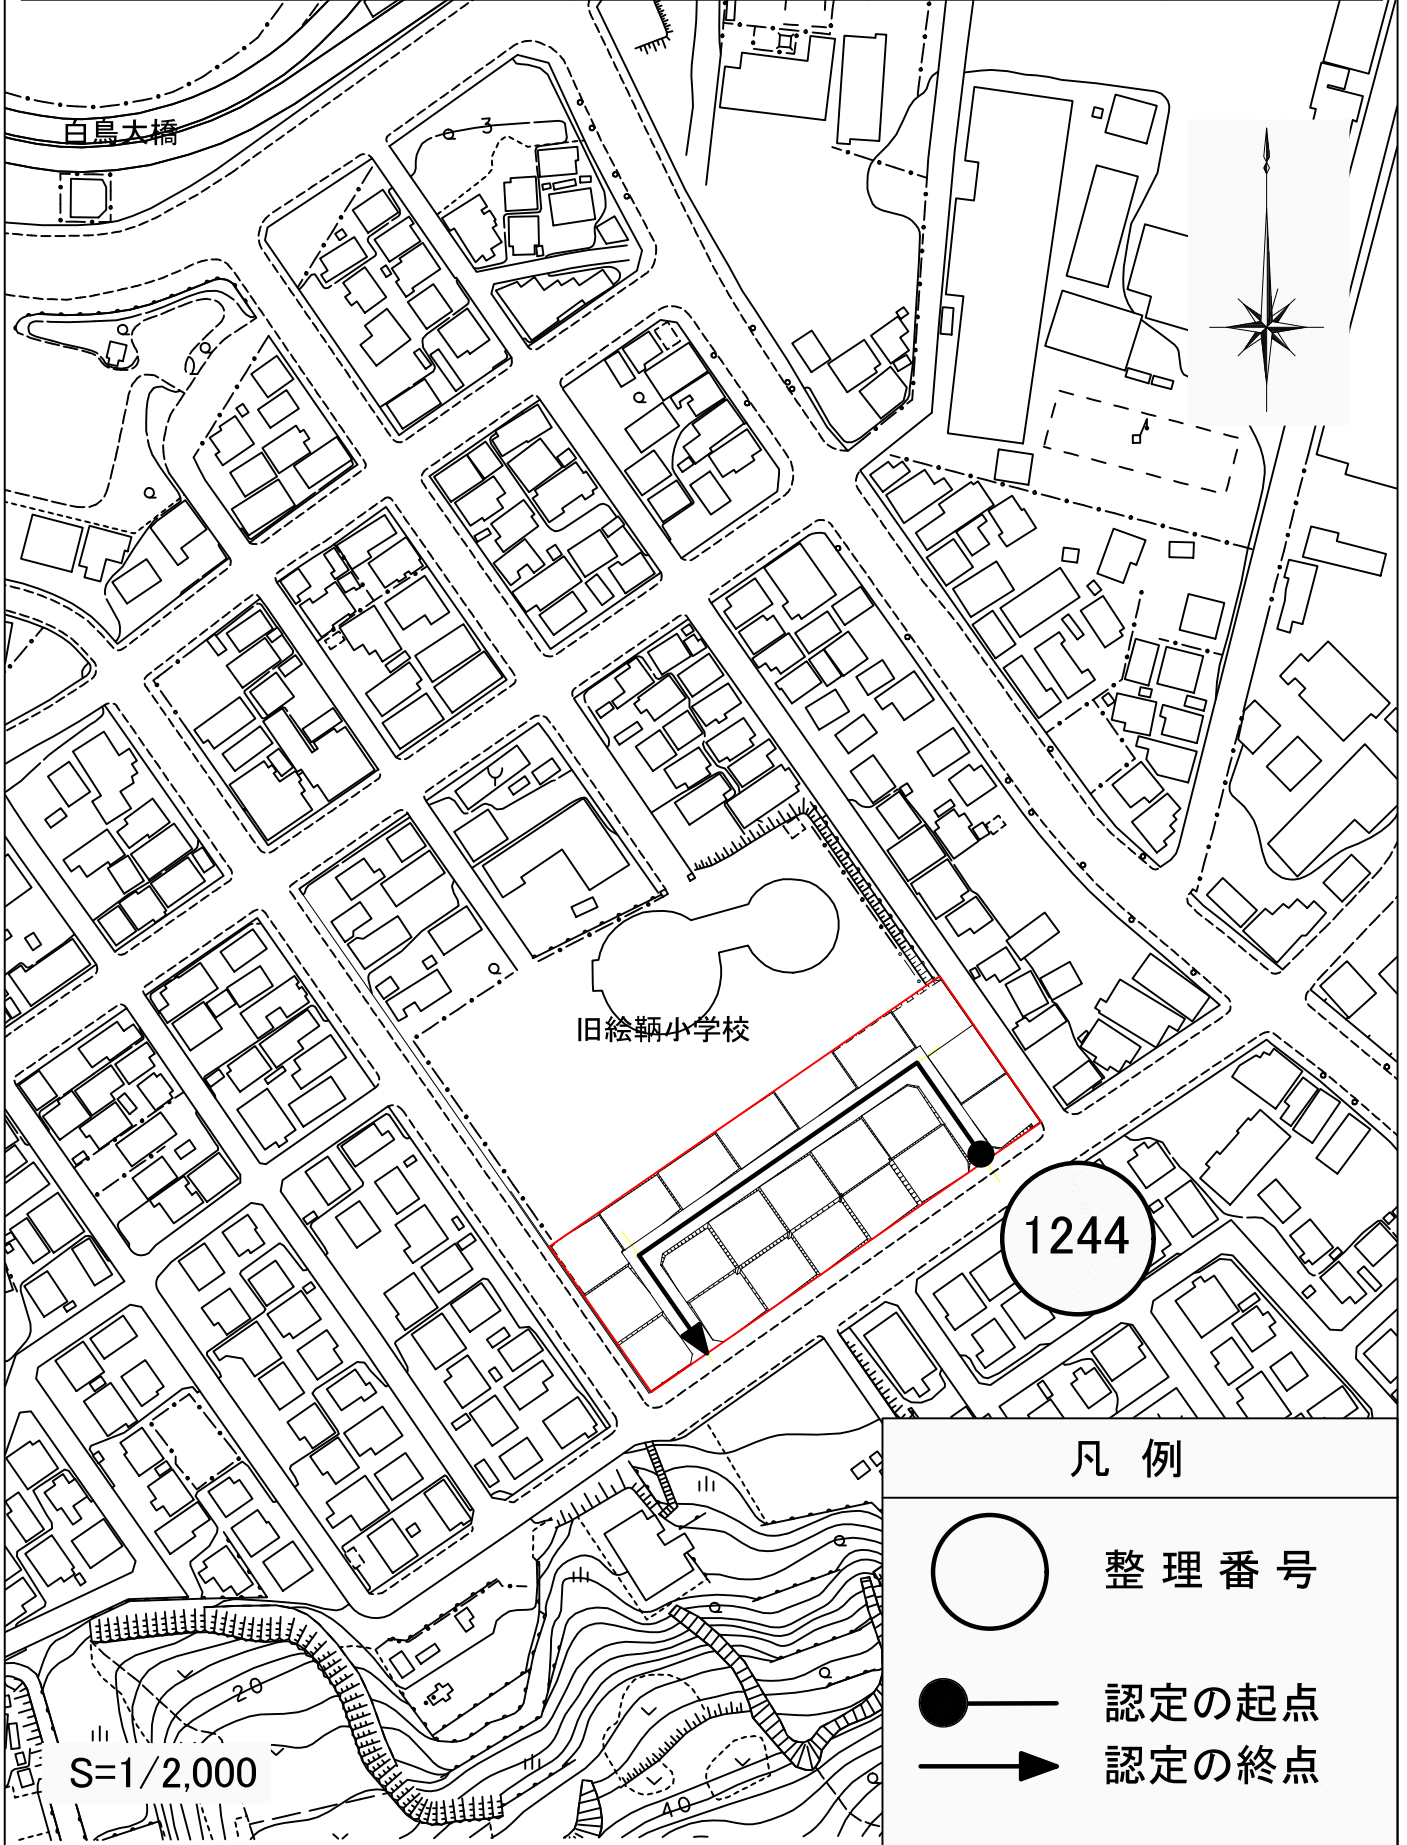 白鳥大橋
3
旧絵鞆小学校
1244
凡 例
整 理 番 号
認定の起点
認定の終点
20
40
S=1/2,000